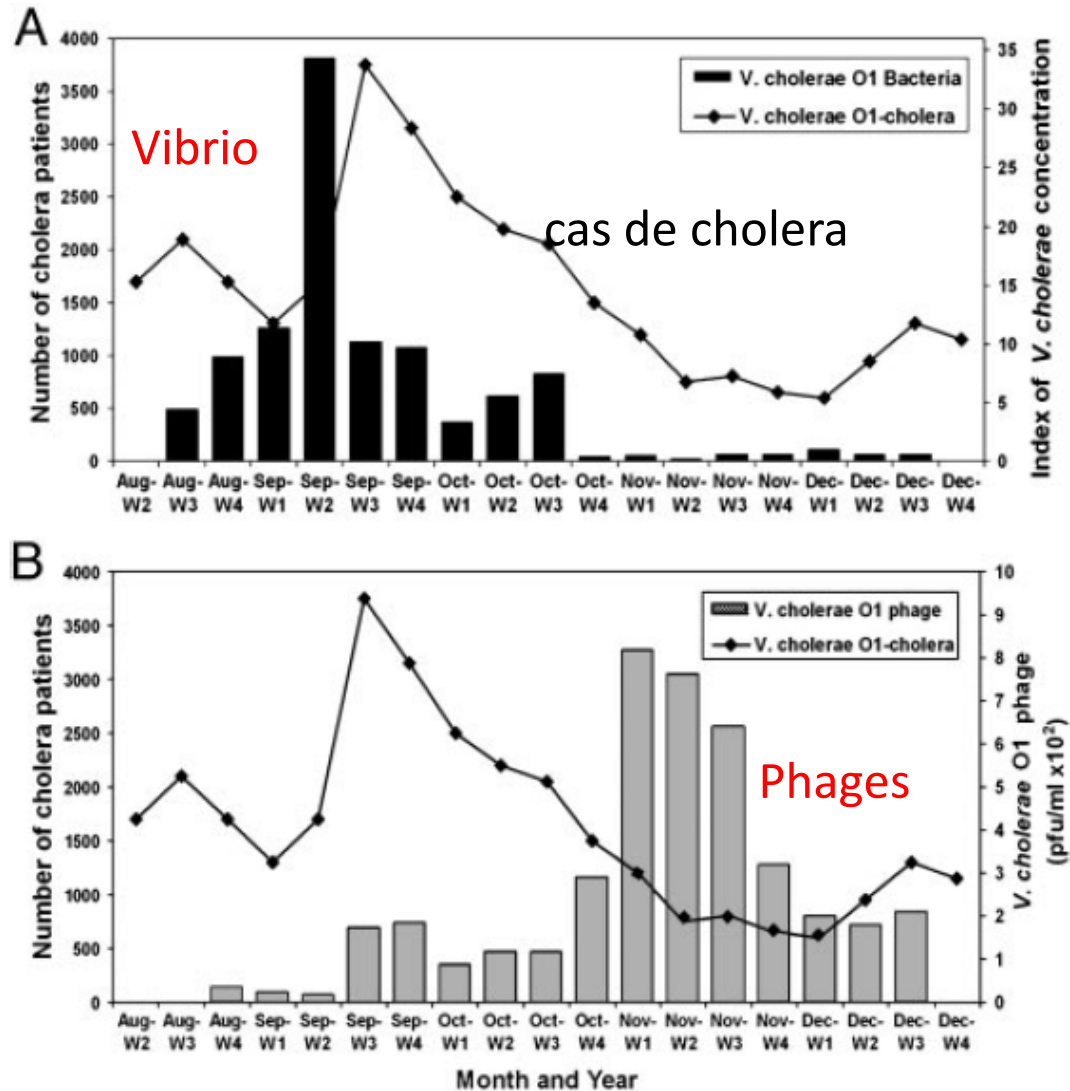 A
Number of cholera patients
4000
3500
3000
2500
2000
1500
1000
500
0
Vibrio
cas de cholera
V. cholerae O1 Bacteria
V. cholerae O1-cholera
35
30
25
20
15
10
5
0
Index of V. cholerae concentration
Aug-W2 Aug-W3 Aug-W4 Sep-W1 Sep-W2 Sep-W3 Sep-W4 Oct-W1 Oct-W2 Oct-W3 Oct-W4 Nov-W1 Nov-W2 Nov-W3 Nov-W4 Dec-W1 Dec-W2 Dec-W3 Dec-W4
B
Number of cholera patients
4000
3500
3000
2500
2000
1500
1000
500
0
V. cholerae O1 phage
V. cholerae O1-cholera
Phages
10
9
8
7
6
5
4
3
2
1
0
V. cholerae O1 phage
(pfu/ml x10²)
Aug-W2 Aug-W3 Aug-W4 Sep-W1 Sep-W2 Sep-W3 Sep-W4 Oct-W1 Oct-W2 Oct-W3 Oct-W4 Nov-W1 Nov-W2 Nov-W3 Nov-W4 Dec-W1 Dec-W2 Dec-W3 Dec-W4
Month and Year